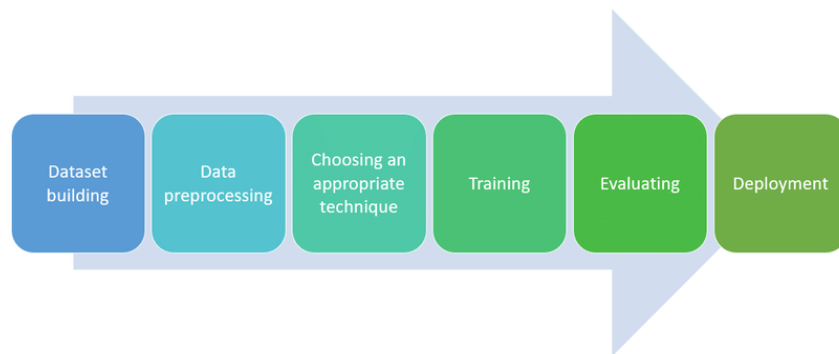 Dataset
building
Data
preprocessing
Choosing an
appropriate
technique
Training
Evaluating
Deployment